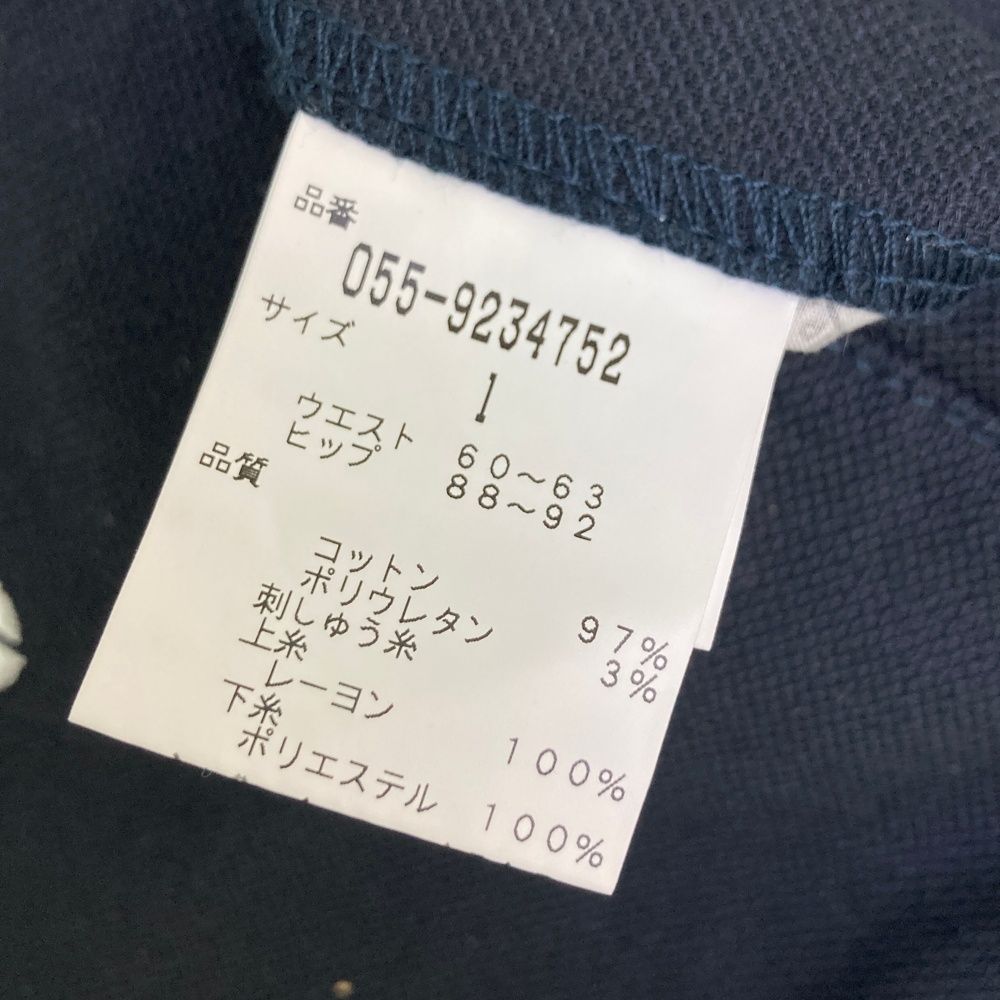 品番
055-9234752
サイズ
1
ウエスト 60～63
ヒップ 88～92
品質
コットン 97%
ポリウレタン 3%
刺しゅう糸
上糸
レーヨン 100%
下糸
ポリエステル 100%